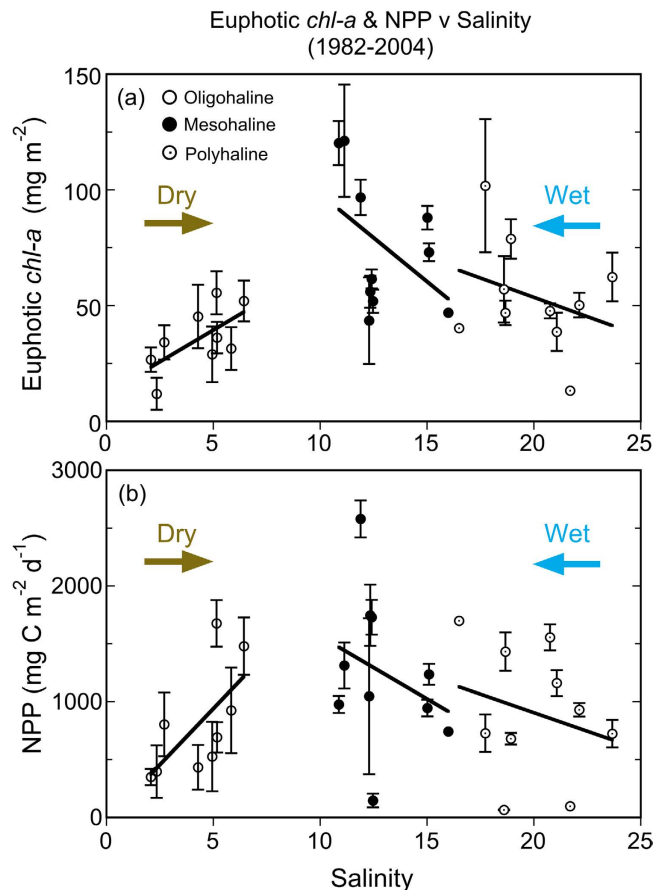 Euphotic chl-a & NPP v Salinity
(1982-2004)
150
(a)
Oligohaline
Mesohaline
Polyhaline
Dry
Wet
100
50
0
Euphotic chl-a (mg m⁻²)
0 5 10 15 20 25
3000
(b)
Dry
Wet
2000
1000
0
NPP (mg C m⁻² d⁻¹)
0 5 10 15 20 25
Salinity